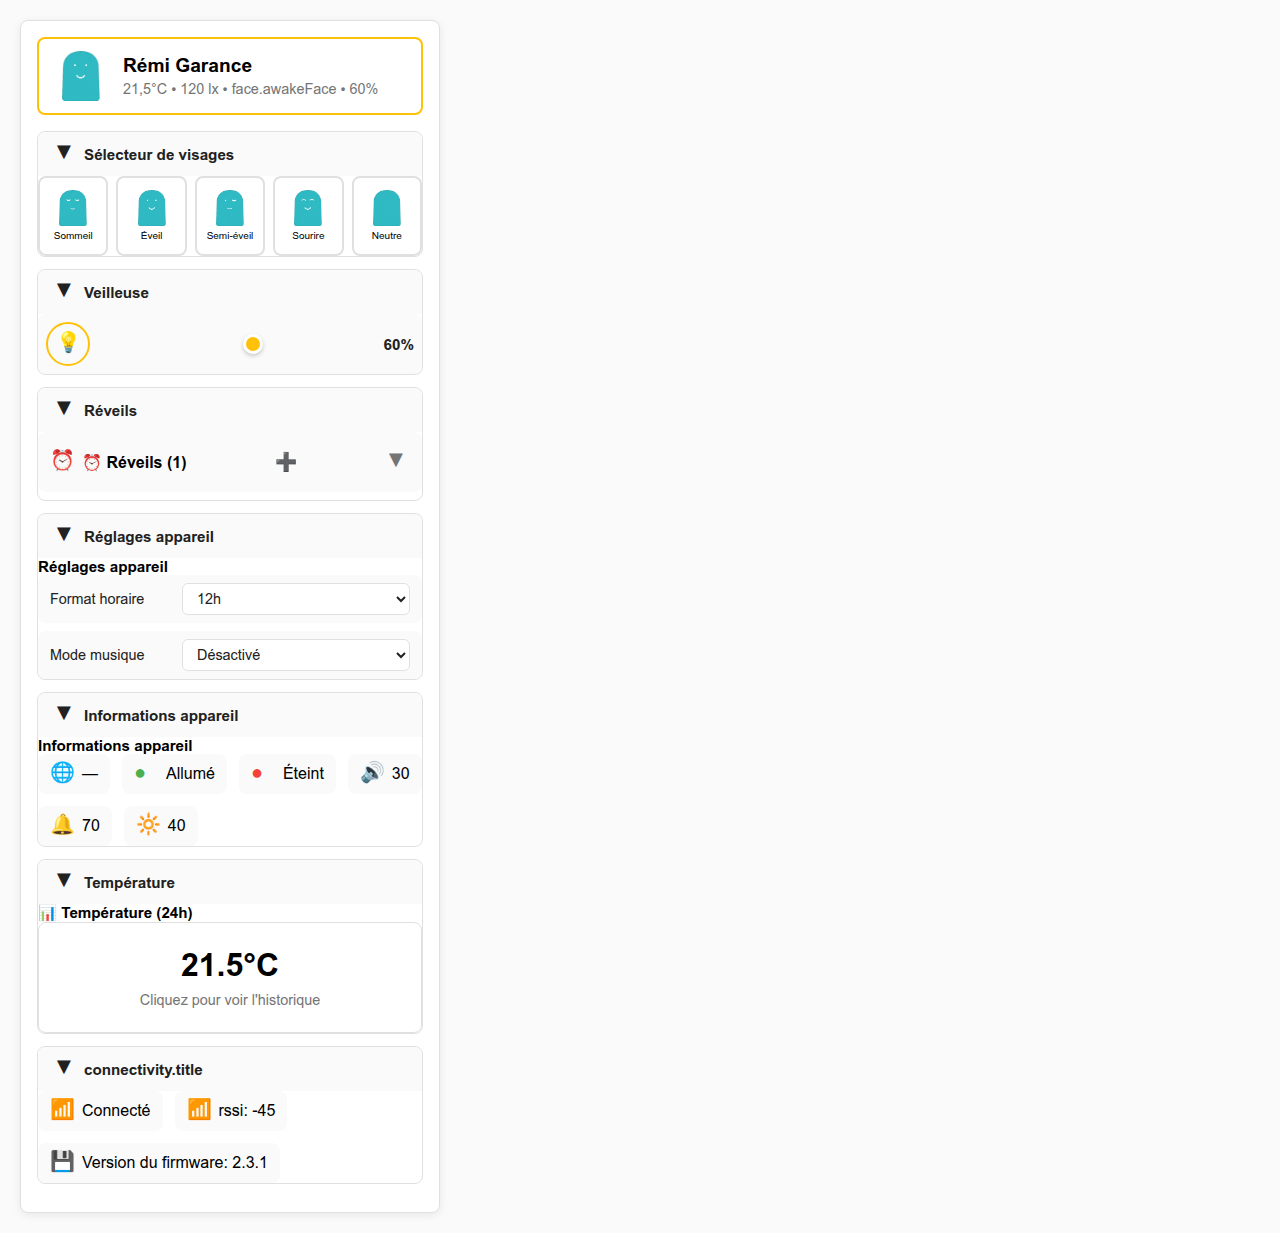 Rémi Garance
21,5°C • 120 lx • face.awakeFace • 60%
▼ Sélecteur de visages
Sommeil Éveil Semi-éveil Sourire Neutre
▼ Veilleuse
💡 60%
▼ Réveils
⏰ ⏰ Réveils (1) ➕ ▼
▼ Réglages appareil
Réglages appareil
Format horaire 12h
Mode musique Désactivé
▼ Informations appareil
Informations appareil
🌐 — ● Allumé ● Éteint 🔊 30
🔔 70 🔆 40
▼ Température
📊 Température (24h)
21.5°C
Cliquez pour voir l'historique
▼ connectivity.title
📶 Connecté 📶 rssi: -45
💾 Version du firmware: 2.3.1